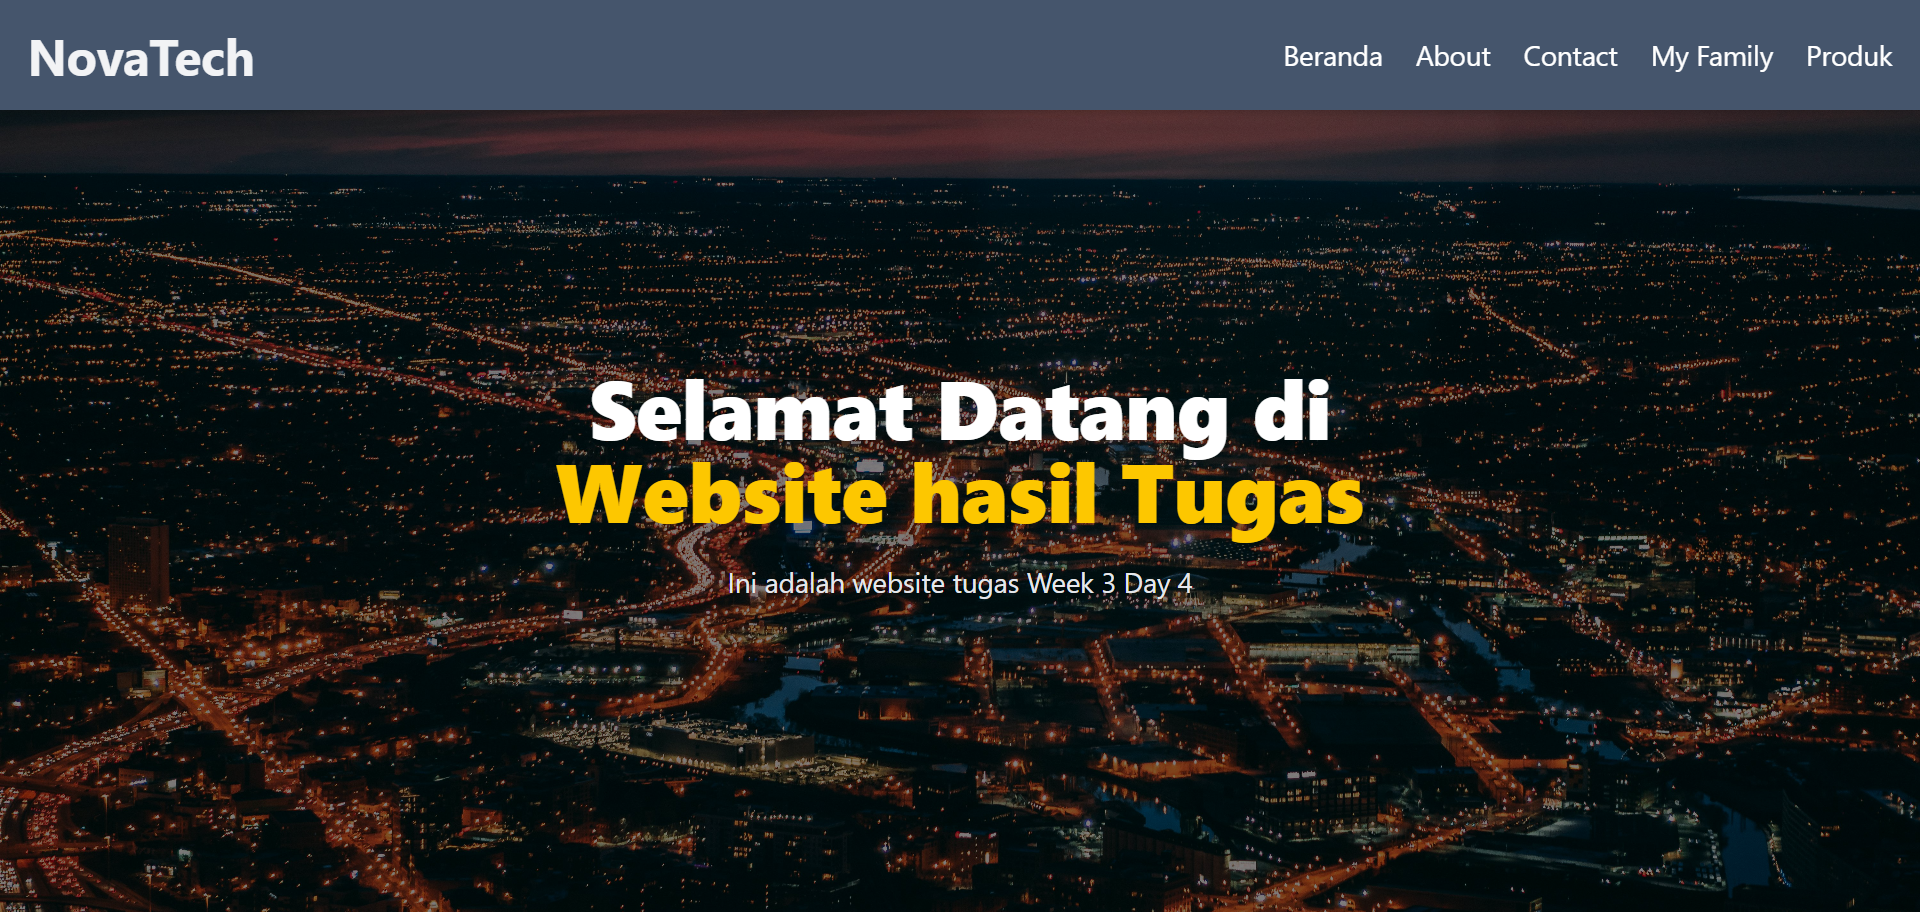 NovaTech
Beranda About Contact My Family Produk
Selamat Datang di
Website hasil Tugas
Ini adalah website tugas Week 3 Day 4